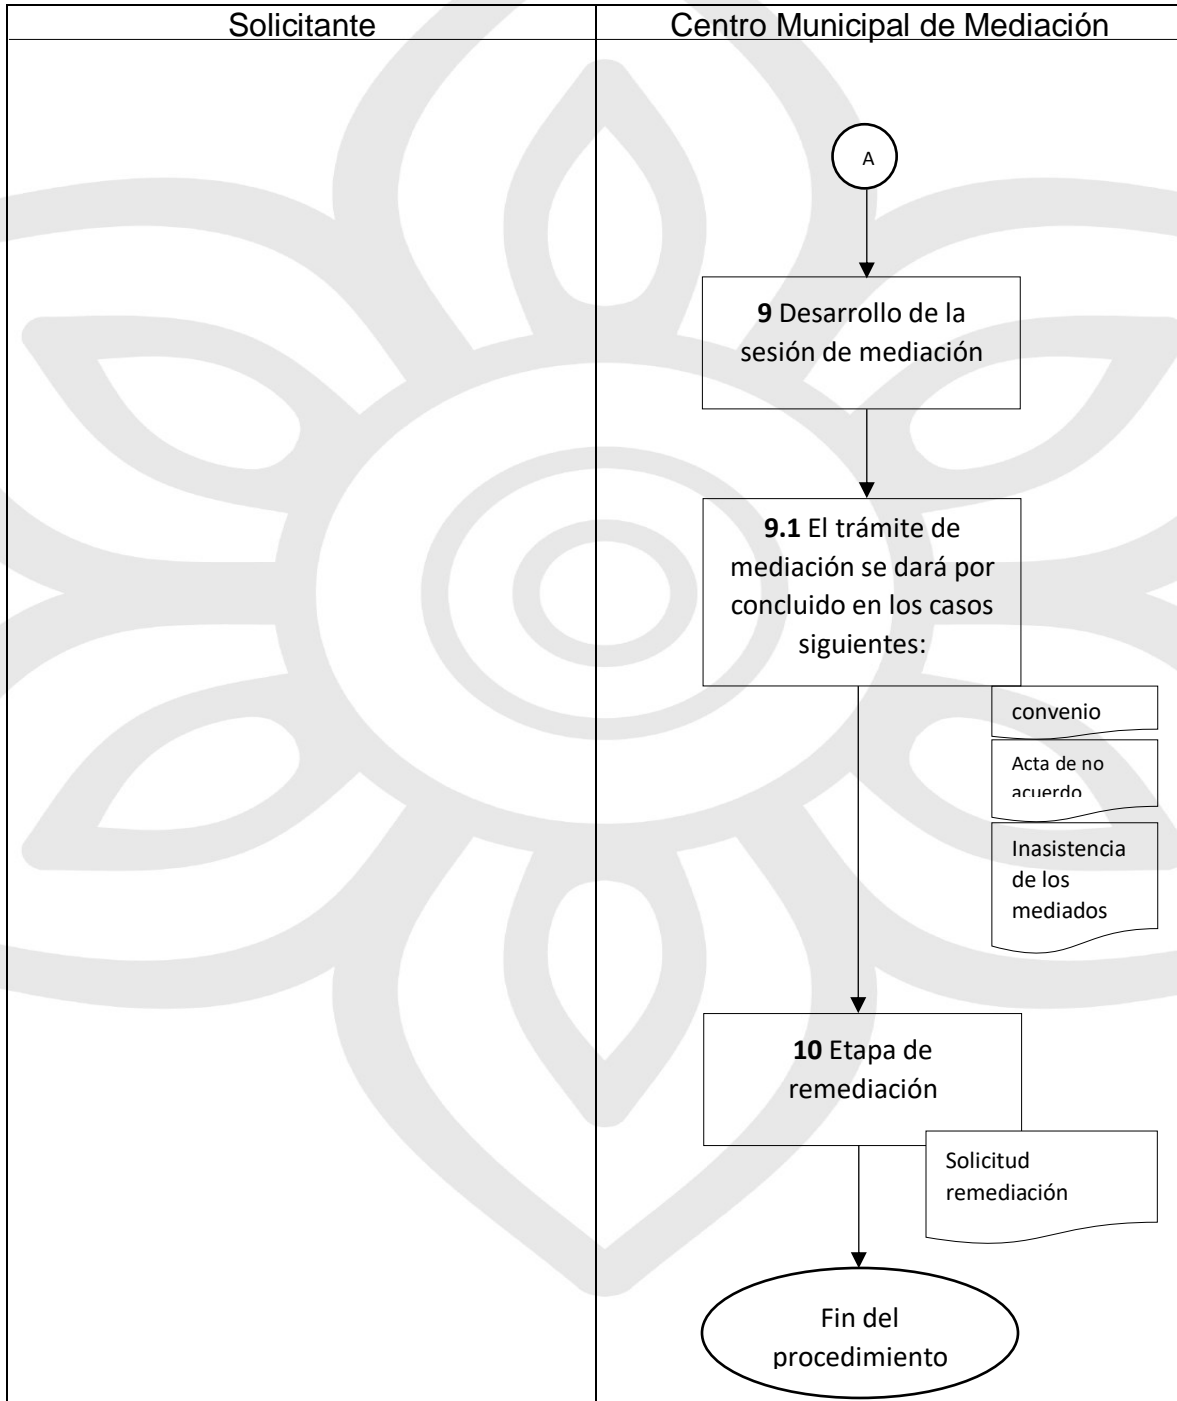 Solicitante
Centro Municipal de Mediación
A
9 Desarrollo de la
sesión de mediación
9.1 El trámite de
mediación se dará por
concluido en los casos
siguientes:
convenio
Acta de no
acuerdo
Inasistencia
de los
mediados
10 Etapa de
remediación
Solicitud
remediación
Fin del
procedimiento